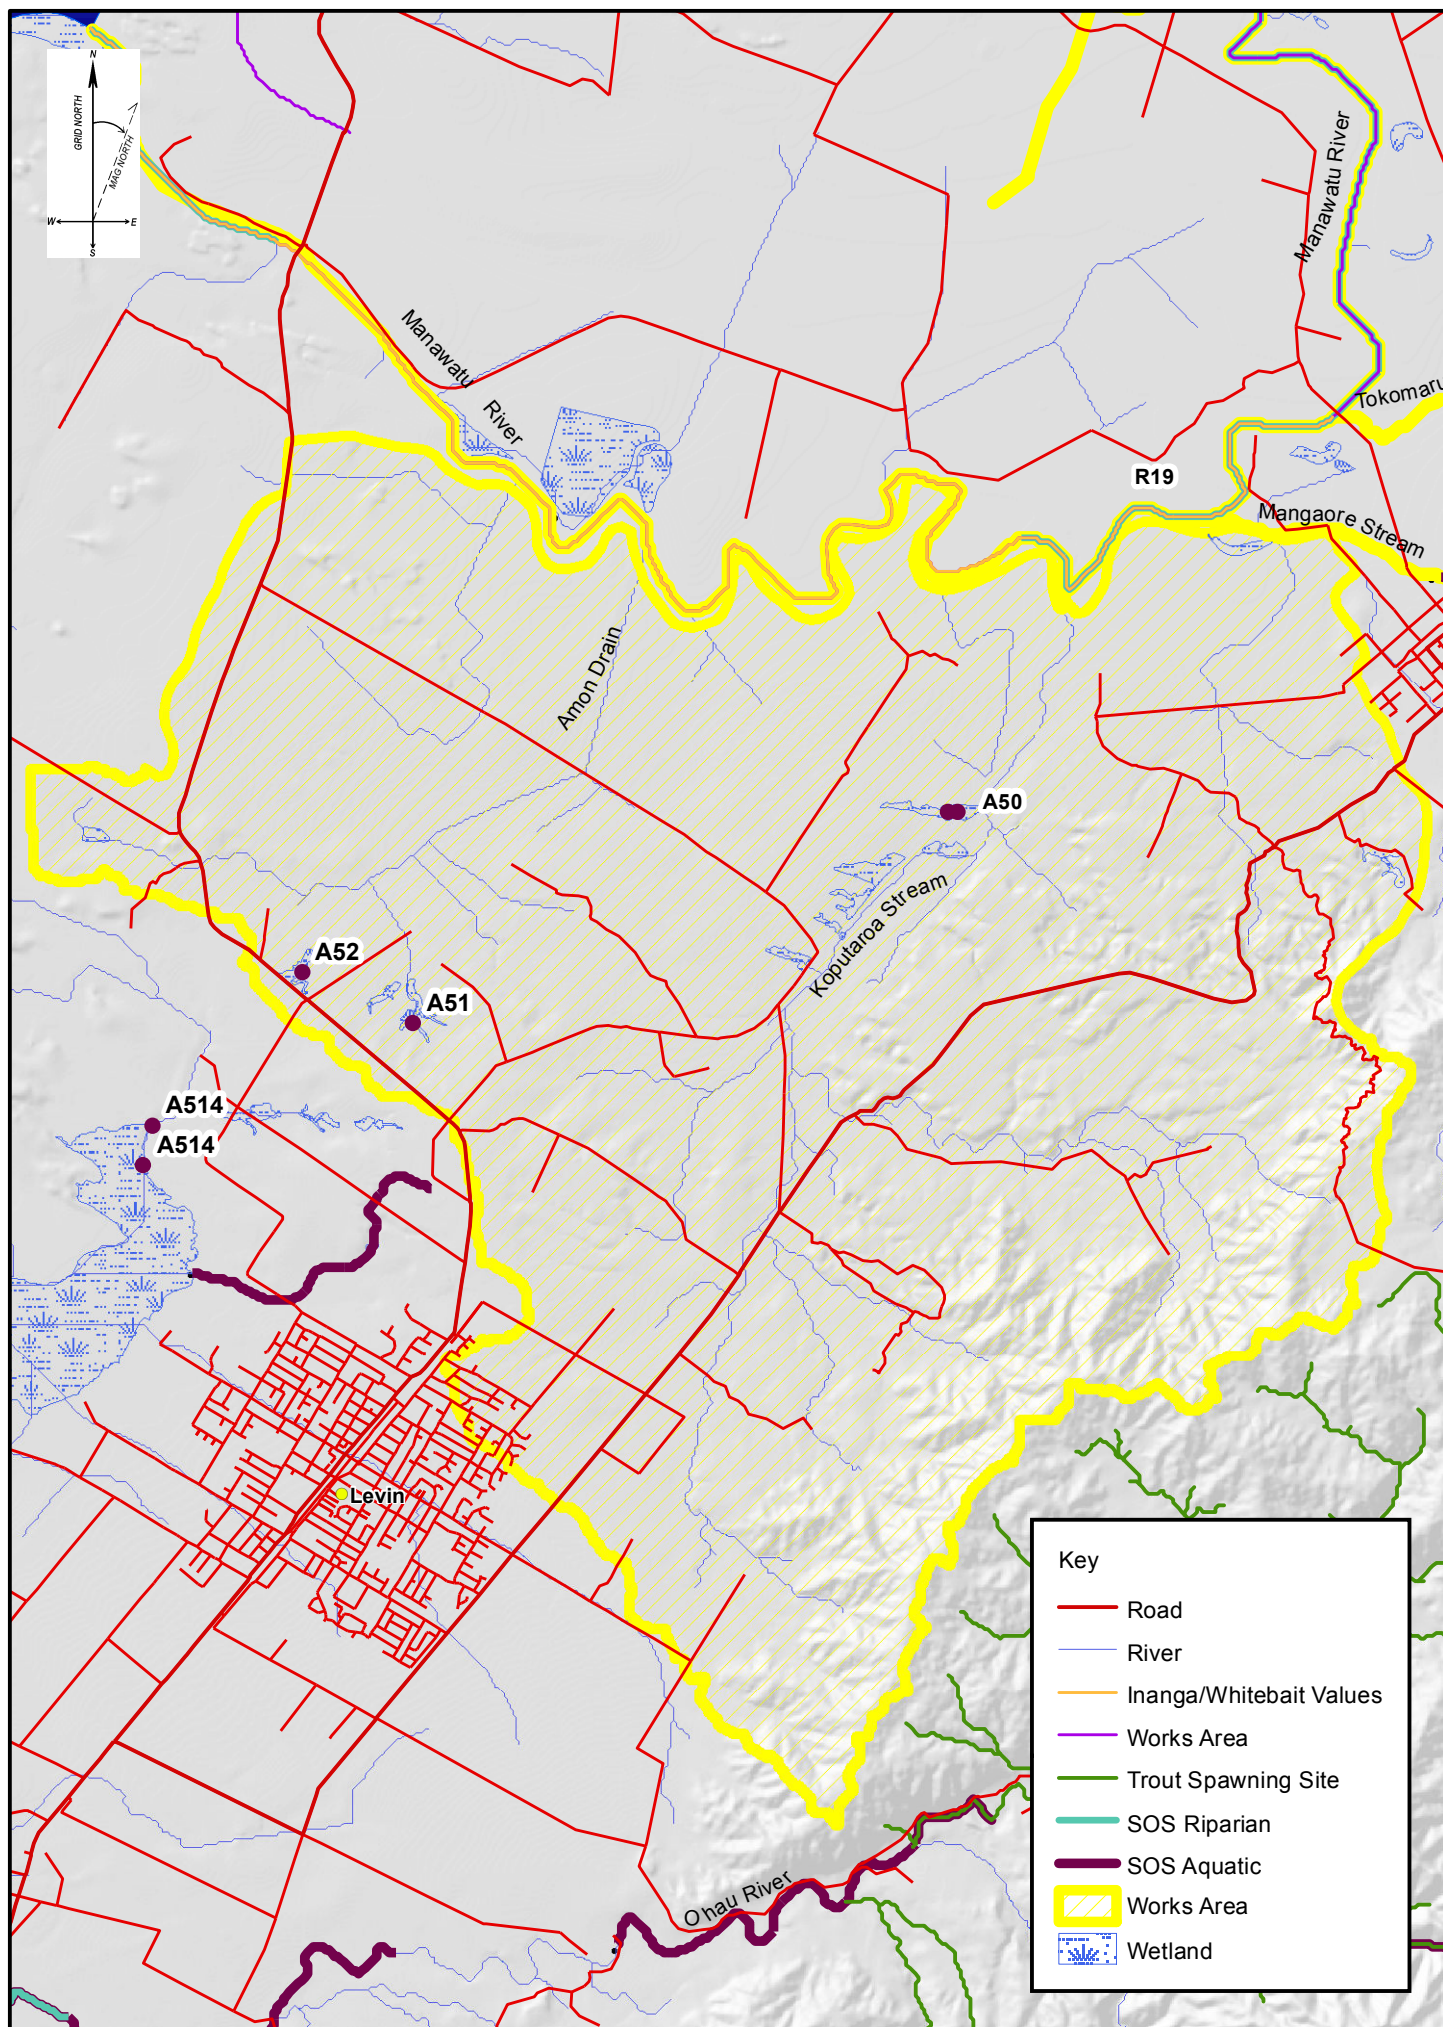 N
GRID NORTH
MAG NORTH
W
E
S
Manawatu River
Manawatu
River
Tokomaru
R19
Mangaore Stream
Amon Drain
A50
Koputaroa Stream
A52
A51
A514
A514
Levin
Ohau River
Key
Road
River
Inanga/Whitebait Values
Works Area
Trout Spawning Site
SOS Riparian
SOS Aquatic
Works Area
Wetland